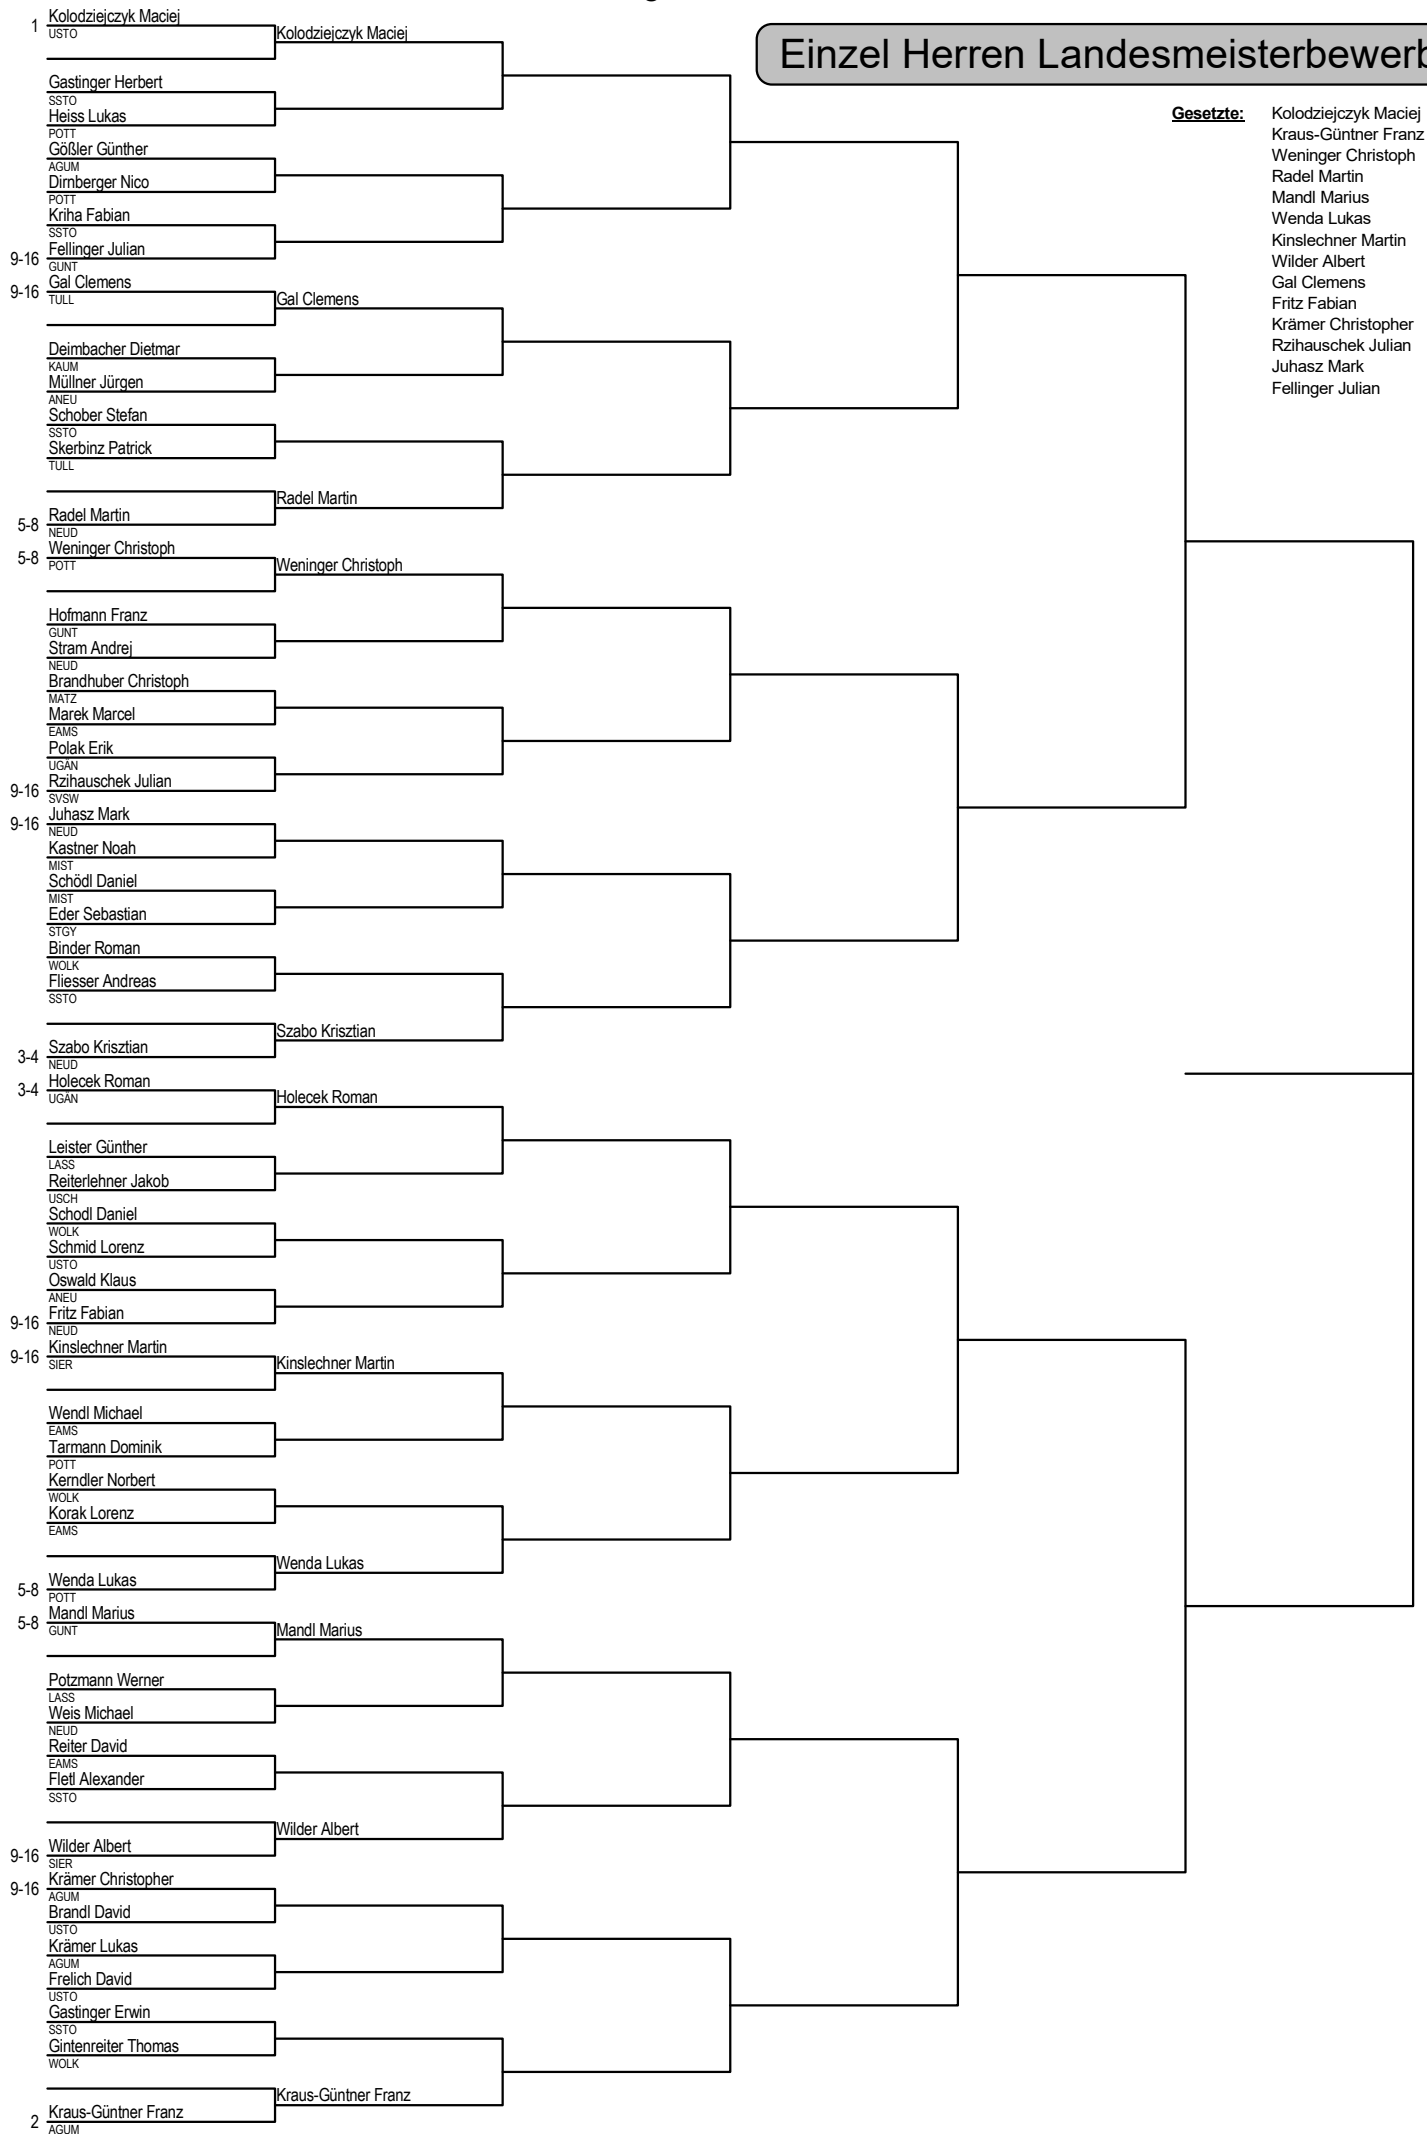 Einzel Herren Landesmeisterbewerb
Gesetzte:
Kolodziejczyk Maciej
Kraus-Güntner Franz
Weninger Christoph
Radel Martin
Mandl Marius
Wenda Lukas
Kinslechner Martin
Wilder Albert
Gal Clemens
Fritz Fabian
Krämer Christopher
Rzihauschek Julian
Juhasz Mark
Fellinger Julian
1 Kolodziejczyk Maciej
USTO
Kolodziejczyk Maciej
Gastinger Herbert
SSTO
Heiss Lukas
POTT
Gößler Günther
AGUM
Dirnberger Nico
POTT
Kriha Fabian
SSTO
9-16 Fellinger Julian
GUNT
9-16 Gal Clemens
TULL
Gal Clemens
Deimbacher Dietmar
KAUM
Müllner Jürgen
ANEU
Schober Stefan
SSTO
Skerbinz Patrick
TULL
Radel Martin
5-8 Radel Martin
NEUD
5-8 Weninger Christoph
POTT
Weninger Christoph
Hofmann Franz
GUNT
Stram Andrej
NEUD
Brandhuber Christoph
MATZ
Marek Marcel
EAMS
Polak Erik
UGÄN
9-16 Rzihauschek Julian
SVSW
9-16 Juhasz Mark
NEUD
Kastner Noah
MIST
Schödl Daniel
MIST
Eder Sebastian
STGY
Binder Roman
WOLK
Fliesser Andreas
SSTO
Szabo Krisztian
3-4 Szabo Krisztian
NEUD
3-4 Holecek Roman
UGÄN
Holecek Roman
Leister Günther
LASS
Reiterlehner Jakob
USCH
Schodl Daniel
WOLK
Schmid Lorenz
USTO
Oswald Klaus
ANEU
9-16 Fritz Fabian
NEUD
9-16 Kinslechner Martin
SIER
Kinslechner Martin
Wendl Michael
EAMS
Tarmann Dominik
POTT
Kerndler Norbert
WOLK
Korak Lorenz
EAMS
Wenda Lukas
5-8 Wenda Lukas
POTT
5-8 Mandl Marius
GUNT
Mandl Marius
Potzmann Werner
LASS
Weis Michael
NEUD
Reiter David
EAMS
Fletl Alexander
SSTO
Wilder Albert
9-16 Wilder Albert
SIER
9-16 Krämer Christopher
AGUM
Brandl David
USTO
Krämer Lukas
AGUM
Frelich David
USTO
Gastinger Erwin
SSTO
Gintenreiter Thomas
WOLK
Kraus-Güntner Franz
2 Kraus-Güntner Franz
AGUM